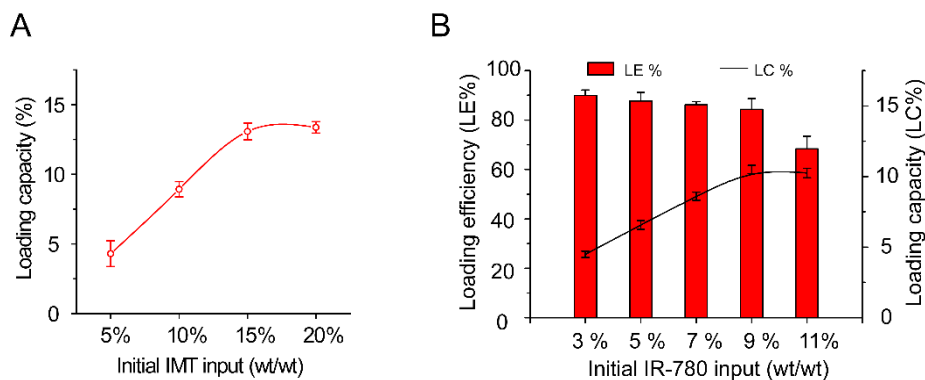 A
Loading capacity (%)
15
10
5
0
5% 10% 15% 20%
Initial IMT input (wt/wt)
B
LE % LC %
Loading efficiency (LE%)
100
80
60
40
20
0
Loading capacity (LC%)
15
10
5
0
3 % 5 % 7 % 9 % 11%
Initial IR-780 input (wt/wt)